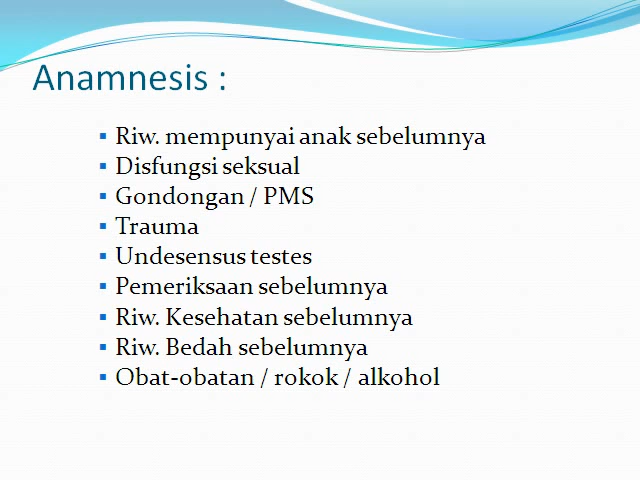 Anamnesis :
▪ Riw. mempunyai anak sebelumnya
▪ Disfungsi seksual
▪ Gondongan / PMS
▪ Trauma
▪ Undesensus testes
▪ Pemeriksaan sebelumnya
▪ Riw. Kesehatan sebelumnya
▪ Riw. Bedah sebelumnya
▪ Obat-obatan / rokok / alkohol